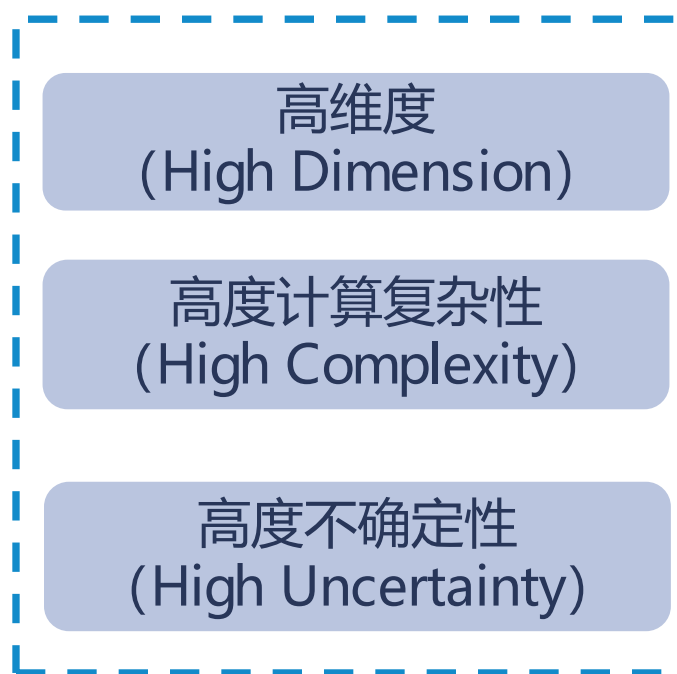 高维度
（High Dimension）
高度计算复杂性
（High Complexity）
高度不确定性
（High Uncertainty）